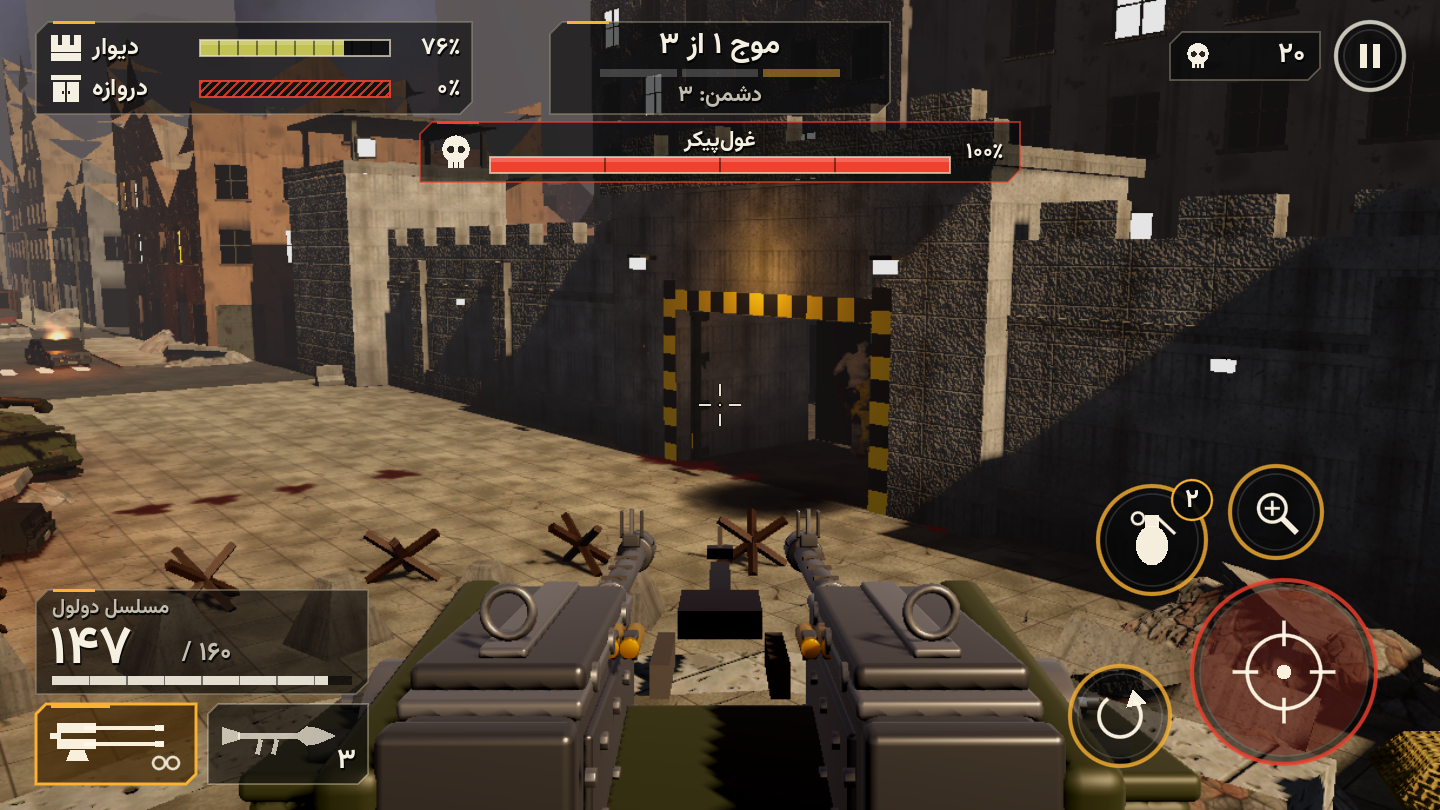 دیوار ۷۶٪
دروازه ۰٪
موج ۱ از ۳
دشمن: ۳
۲۰
غول‌پیکر ۱۰۰٪
۲
مسلسل دولول
۱۴۷ / ۱۶۰
∞
۳